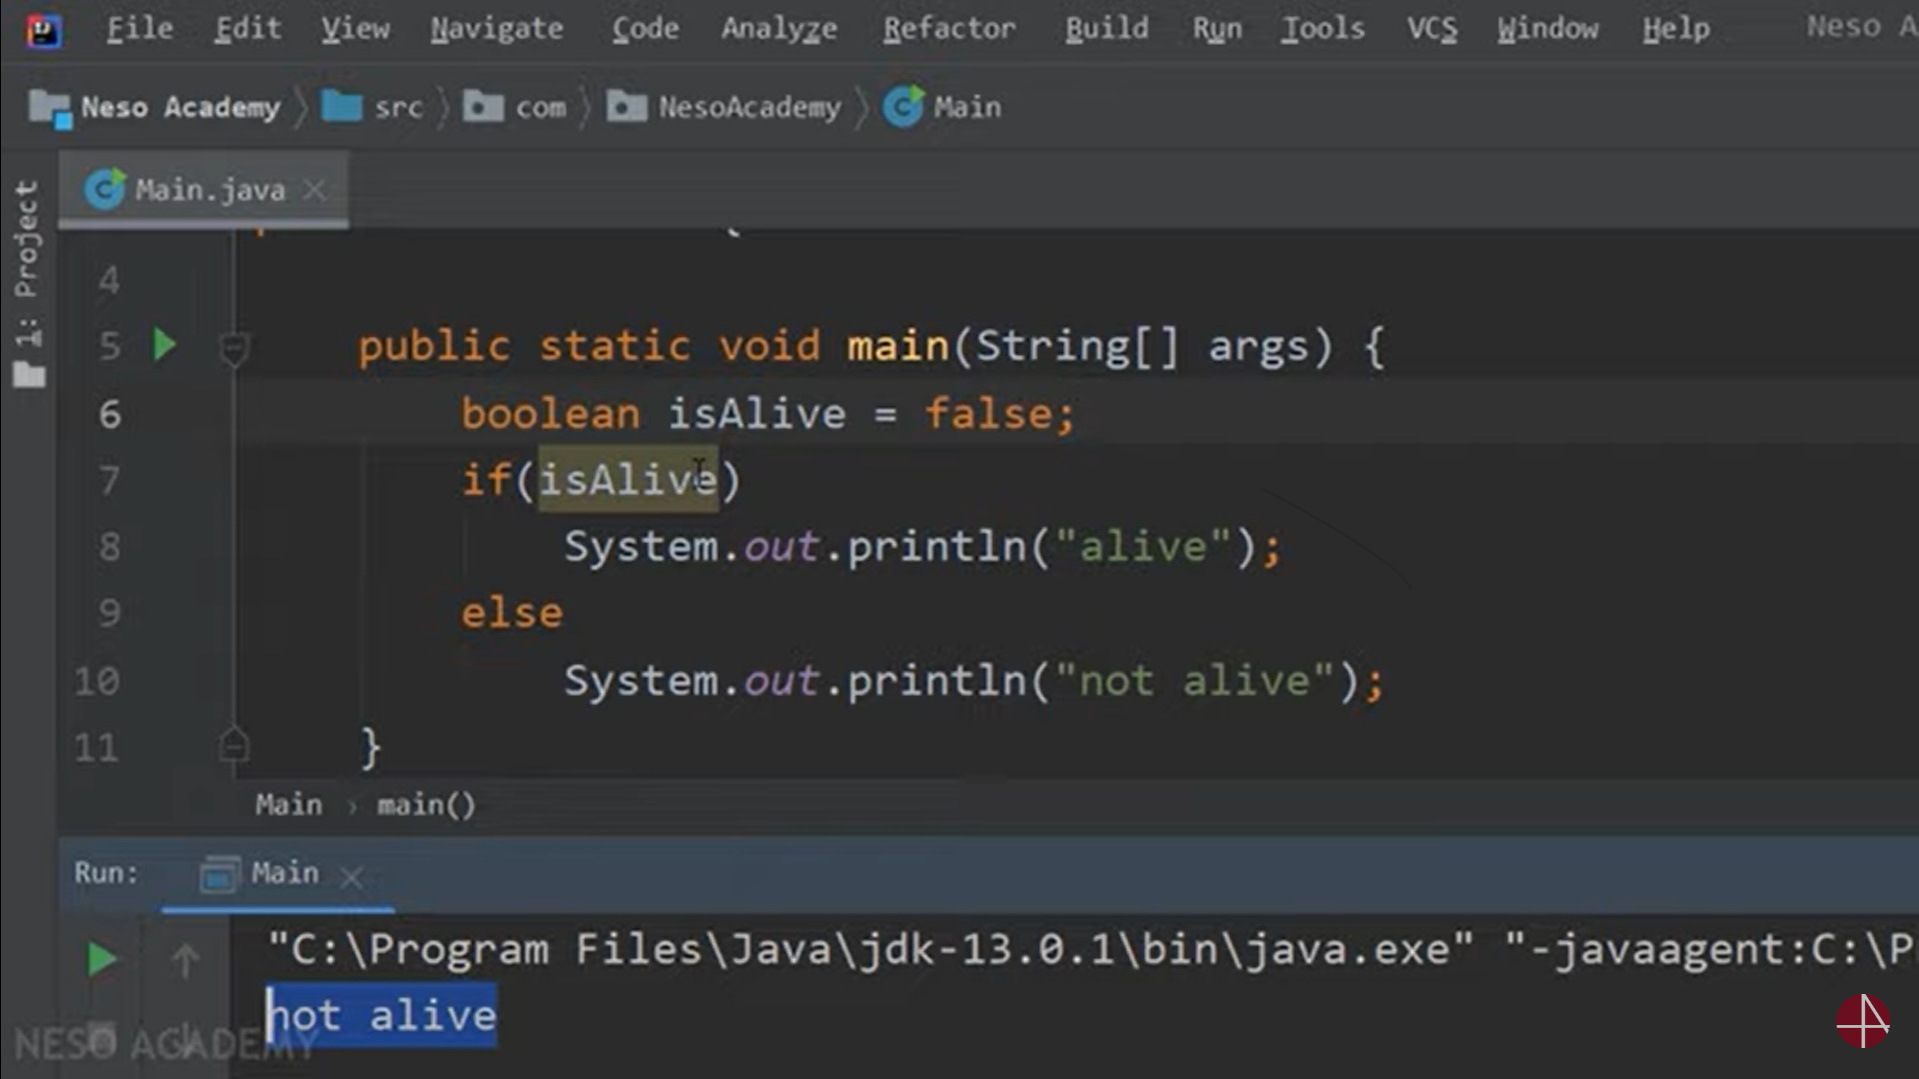 File Edit View Navigate Code Analyze Refactor Build Run Tools VCS Window Help Neso A
Neso Academy src com NesoAcademy Main
Main.java
1: Project
4
5 public static void main(String[] args) {
6 boolean isAlive = false;
7 if(isAlive)
8 System.out.println("alive");
9 else
10 System.out.println("not alive");
11 }
Main › main()
Run: Main
"C:\Program Files\Java\jdk-13.0.1\bin\java.exe" "-javaagent:C:\P
not alive
NESO ACADEMY